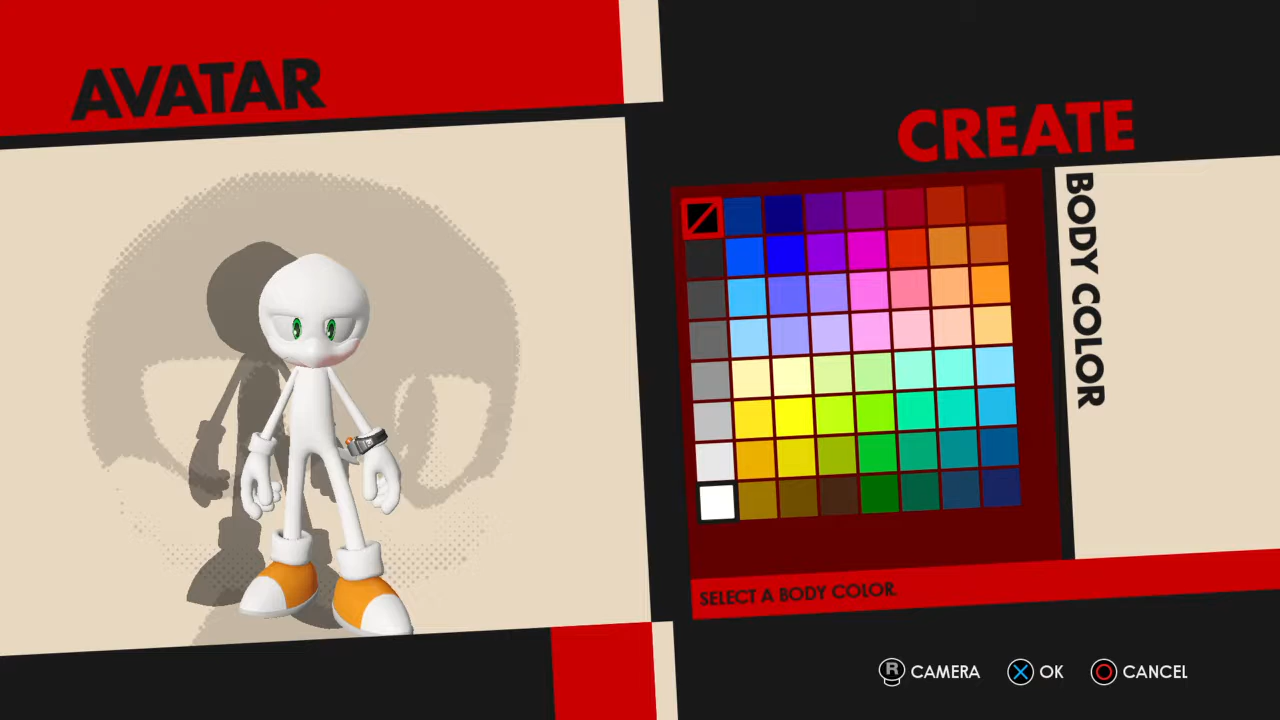 AVATAR
CREATE
BODY COLOR
SELECT A BODY COLOR.
R CAMERA
OK
CANCEL